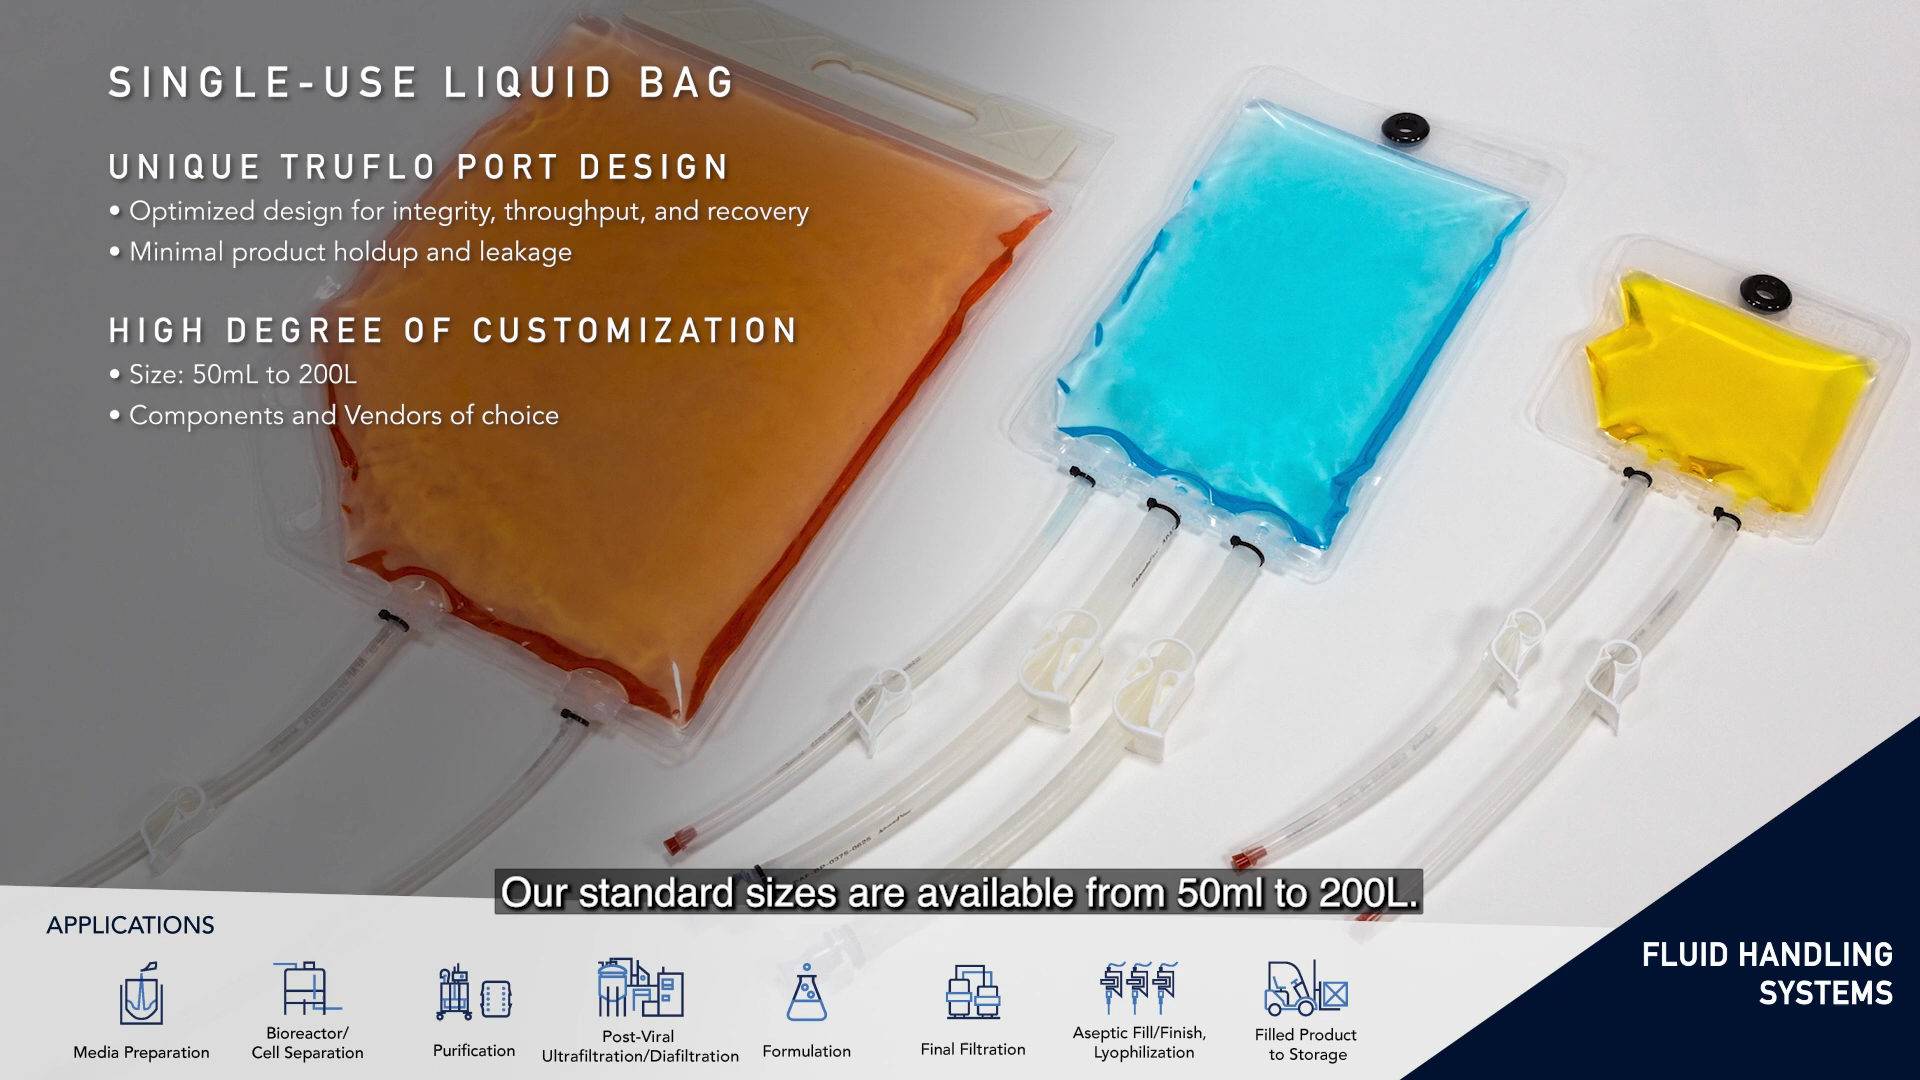 SINGLE-USE LIQUID BAG
UNIQUE TRUFLO PORT DESIGN
• Optimized design for integrity, throughput, and recovery
• Minimal product holdup and leakage
HIGH DEGREE OF CUSTOMIZATION
• Size: 50mL to 200L
• Components and Vendors of choice
Our standard sizes are available from 50ml to 200L.
APPLICATIONS
Media Preparation
Bioreactor/
Cell Separation
Purification
Post-Viral
Ultrafiltration/Diafiltration
Formulation
Final Filtration
Aseptic Fill/Finish,
Lyophilization
Filled Product
to Storage
FLUID HANDLING
SYSTEMS